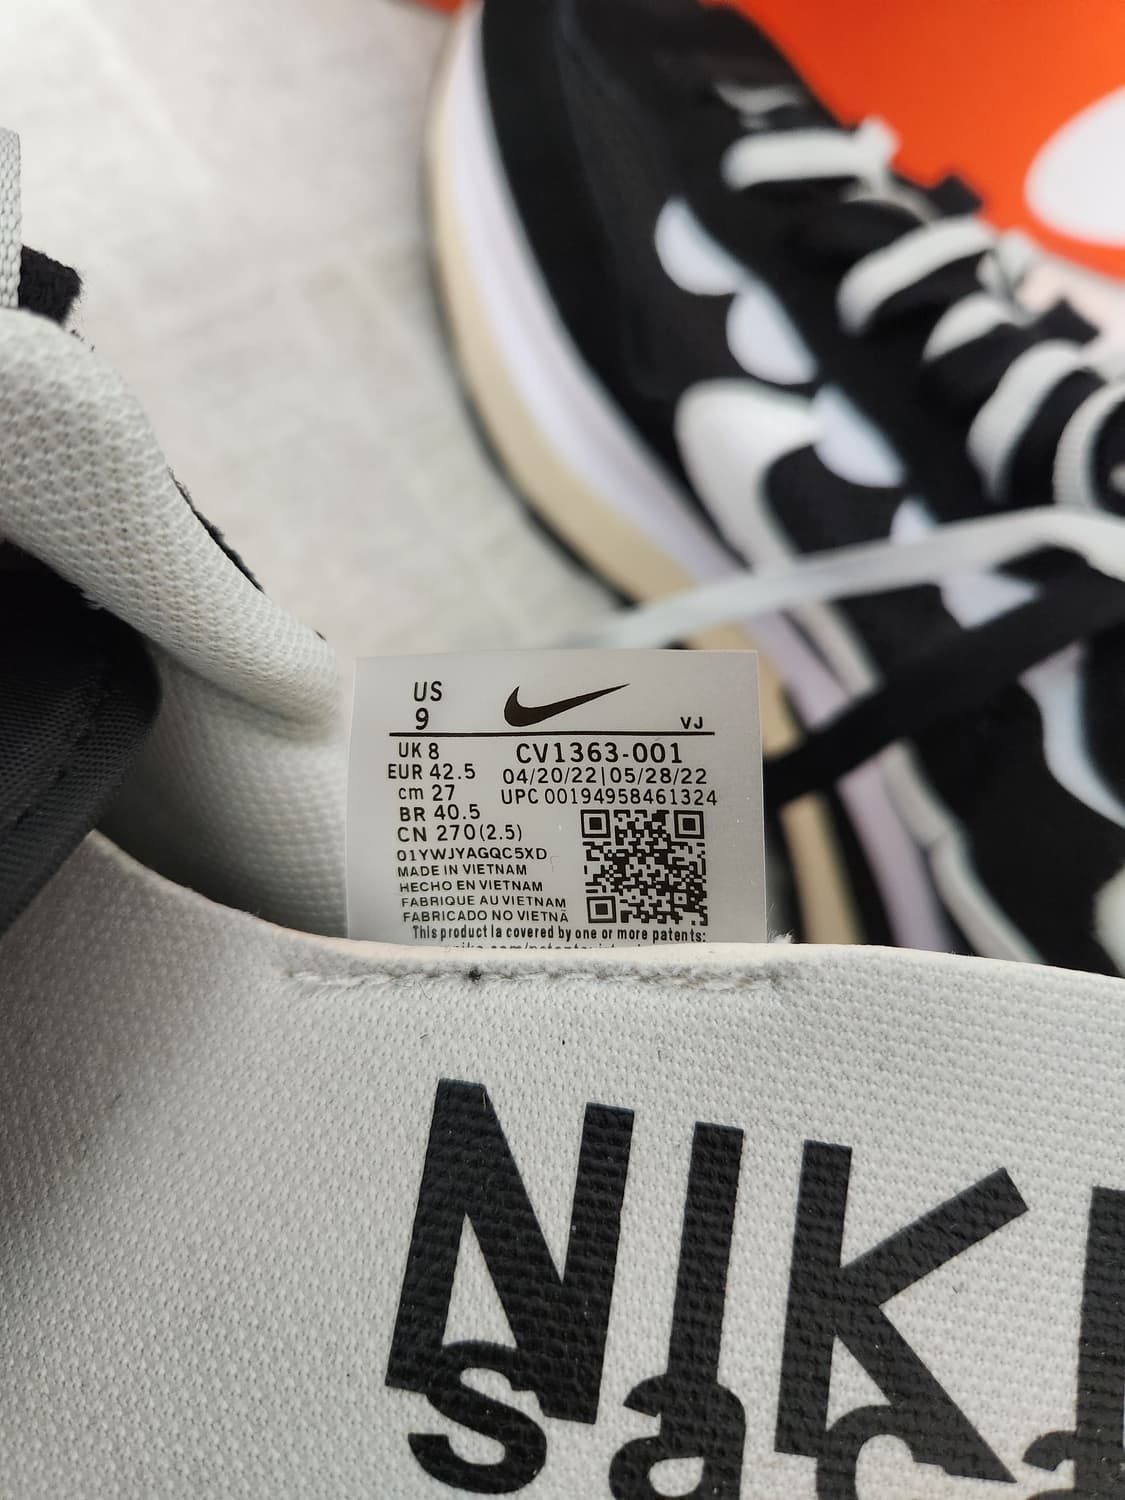 US
9
VJ
UK 8
CV1363-001
EUR 42.5
04/20/22|05/28/22
cm 27
UPC 00194958461324
BR 40.5
CN 270(2.5)
01YWJYAGQC5XD
MADE IN VIETNAM
HECHO EN VIETNAM
FABRIQUE AU VIETNAM
FABRICADO NO VIETNÃ
This product la covered by one or more patents:
NIK
saca